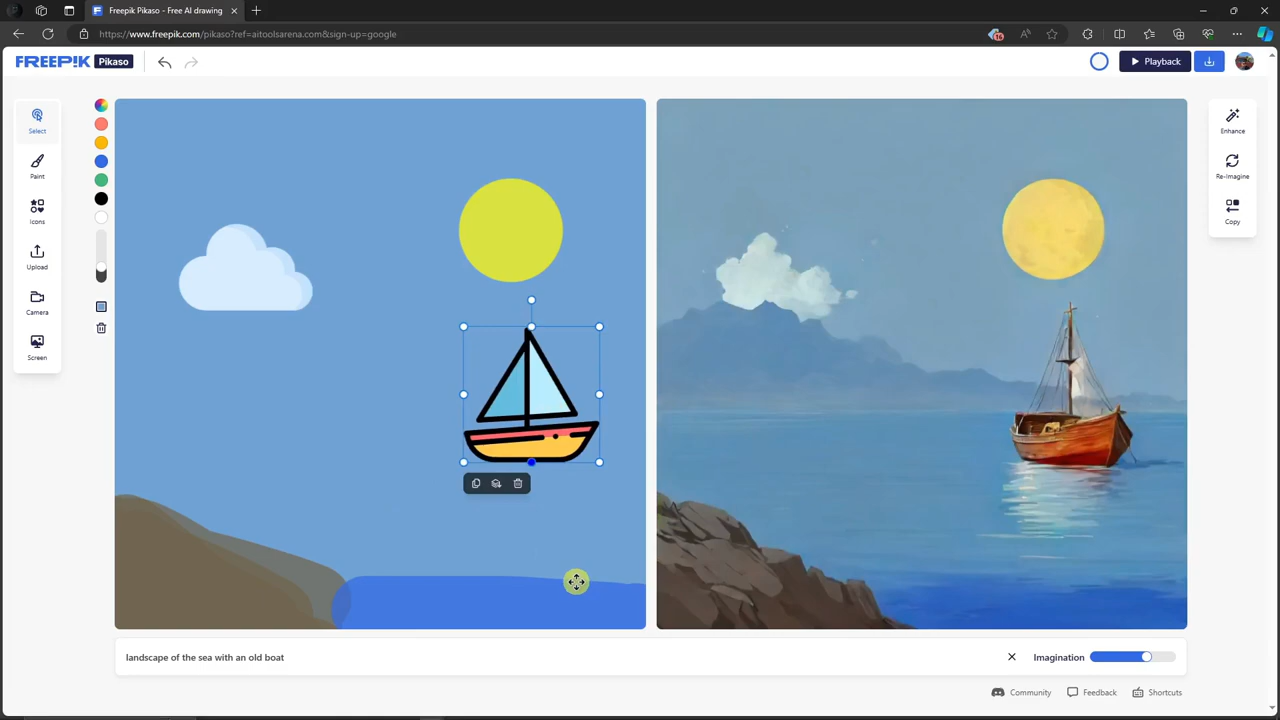 Freepik Pikaso - Free AI drawing
https://www.freepik.com/pikaso?ref=aitoolsarena.com&sign-up=google
16
FREEPIK Pikaso
Playback
Select
Paint
Icons
Upload
Camera
Screen
Enhance
Re-Imagine
Copy
landscape of the sea with an old boat
Imagination
Community
Feedback
Shortcuts